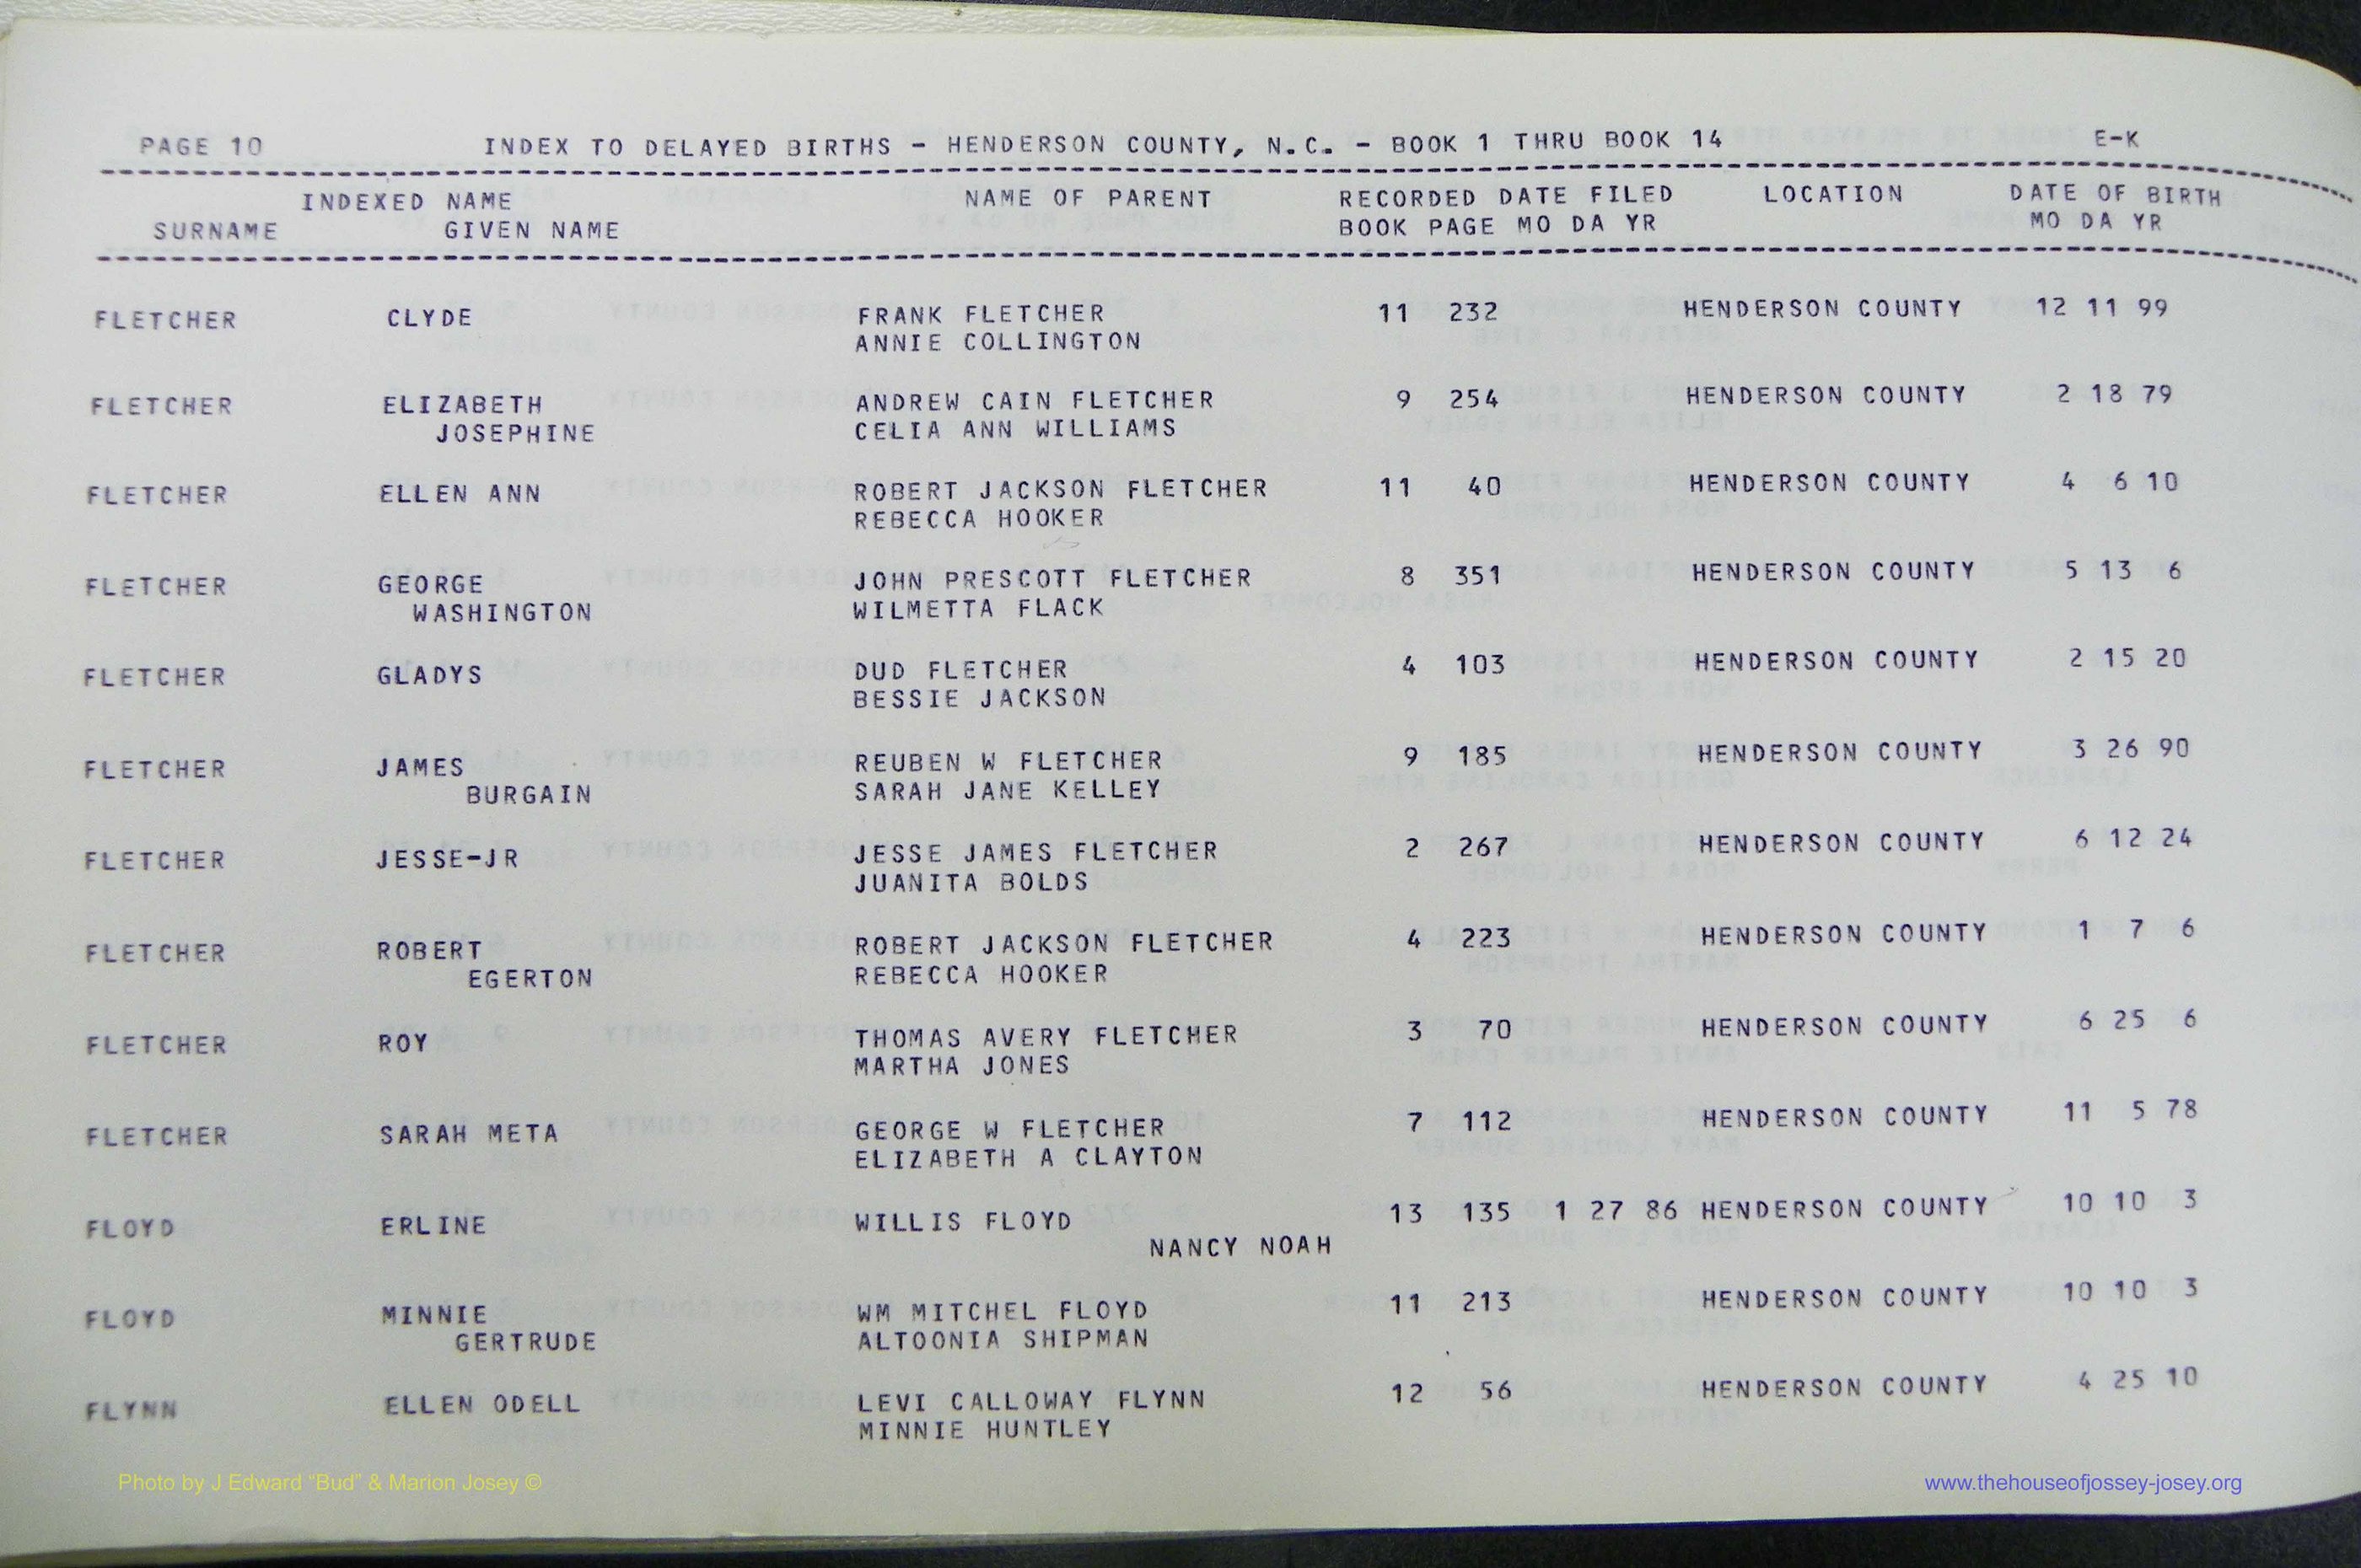 PAGE 10 INDEX TO DELAYED BIRTHS - HENDERSON COUNTY, N.C. - BOOK 1 THRU BOOK 14 E-K
INDEXED NAME NAME OF PARENT RECORDED DATE FILED LOCATION DATE OF BIRTH
SURNAME GIVEN NAME BOOK PAGE MO DA YR MO DA YR
FLETCHER CLYDE FRANK FLETCHER 11 232 HENDERSON COUNTY 12 11 99
ANNIE COLLINGTON
FLETCHER ELIZABETH ANDREW CAIN FLETCHER 9 254 HENDERSON COUNTY 2 18 79
JOSEPHINE CELIA ANN WILLIAMS
FLETCHER ELLEN ANN ROBERT JACKSON FLETCHER 11 40 HENDERSON COUNTY 4 6 10
REBECCA HOOKER
FLETCHER GEORGE JOHN PRESCOTT FLETCHER 8 351 HENDERSON COUNTY 5 13 6
WASHINGTON WILMETTA FLACK
FLETCHER GLADYS DUD FLETCHER 4 103 HENDERSON COUNTY 2 15 20
BESSIE JACKSON
FLETCHER JAMES REUBEN W FLETCHER 9 185 HENDERSON COUNTY 3 26 90
BURGAIN SARAH JANE KELLEY
FLETCHER JESSE-JR JESSE JAMES FLETCHER 2 267 HENDERSON COUNTY 6 12 24
JUANITA BOLDS
FLETCHER ROBERT ROBERT JACKSON FLETCHER 4 223 HENDERSON COUNTY 1 7 6
EGERTON REBECCA HOOKER
FLETCHER ROY THOMAS AVERY FLETCHER 3 70 HENDERSON COUNTY 6 25 6
MARTHA JONES
FLETCHER SARAH META GEORGE W FLETCHER 7 112 HENDERSON COUNTY 11 5 78
ELIZABETH A CLAYTON
FLOYD ERLINE WILLIS FLOYD 13 135 1 27 86 HENDERSON COUNTY 10 10 3
NANCY NOAH
FLOYD MINNIE WM MITCHEL FLOYD 11 213 HENDERSON COUNTY 10 10 3
GERTRUDE ALTOONIA SHIPMAN
FLYNN ELLEN ODELL LEVI CALLOWAY FLYNN 12 56 HENDERSON COUNTY 4 25 10
MINNIE HUNTLEY
Photo by J Edward “Bud” & Marion Josey © www.thehouseofjossey-josey.org